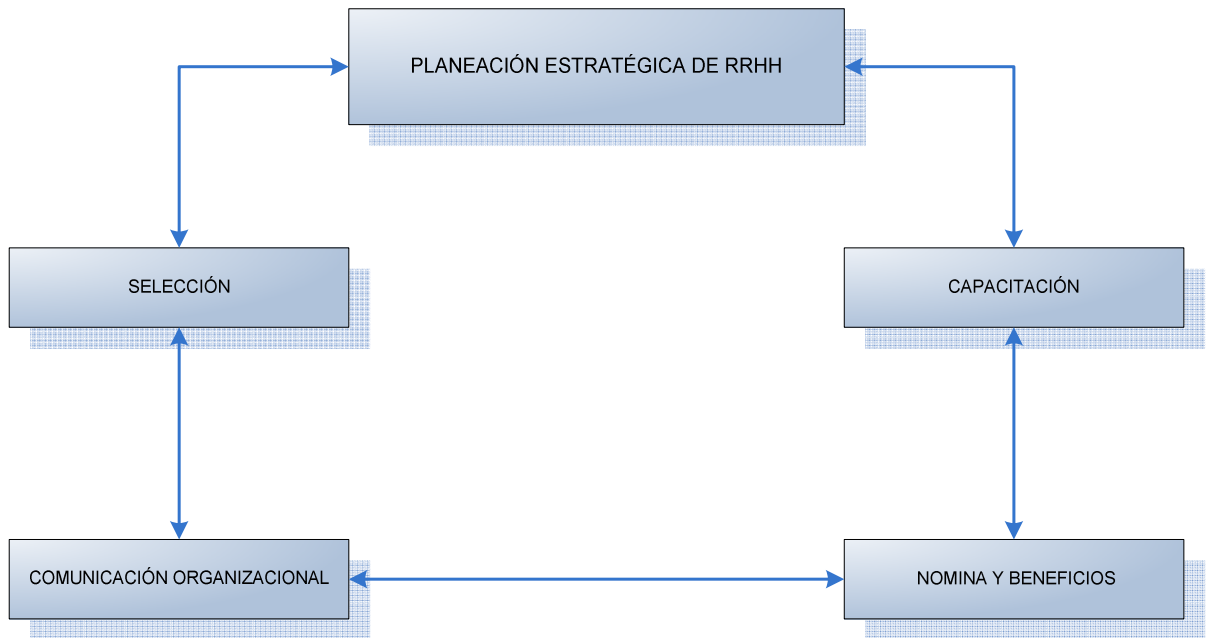 PLANEACIÓN ESTRATÉGICA DE RRHH
SELECCIÓN
CAPACITACIÓN
COMUNICACIÓN ORGANIZACIONAL
NOMINA Y BENEFICIOS